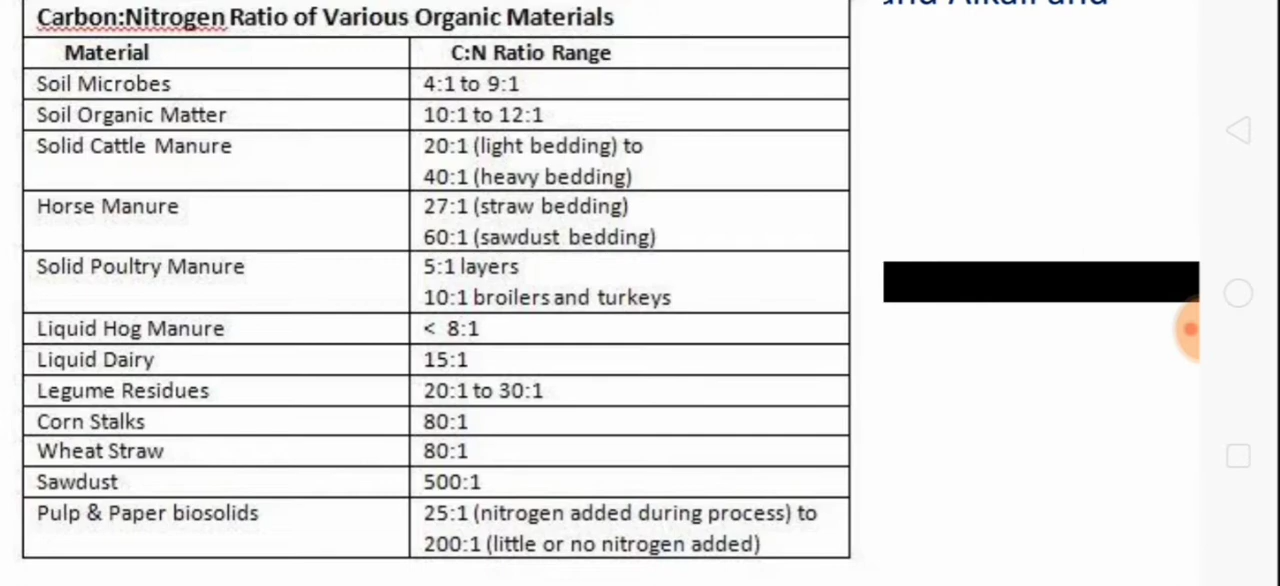 and Alkali and
Carbon:Nitrogen Ratio of Various Organic Materials
Material C:N Ratio Range
Soil Microbes 4:1 to 9:1
Soil Organic Matter 10:1 to 12:1
Solid Cattle Manure 20:1 (light bedding) to
40:1 (heavy bedding)
Horse Manure 27:1 (straw bedding)
60:1 (sawdust bedding)
Solid Poultry Manure 5:1 layers
10:1 broilers and turkeys
Liquid Hog Manure < 8:1
Liquid Dairy 15:1
Legume Residues 20:1 to 30:1
Corn Stalks 80:1
Wheat Straw 80:1
Sawdust 500:1
Pulp & Paper biosolids 25:1 (nitrogen added during process) to
200:1 (little or no nitrogen added)